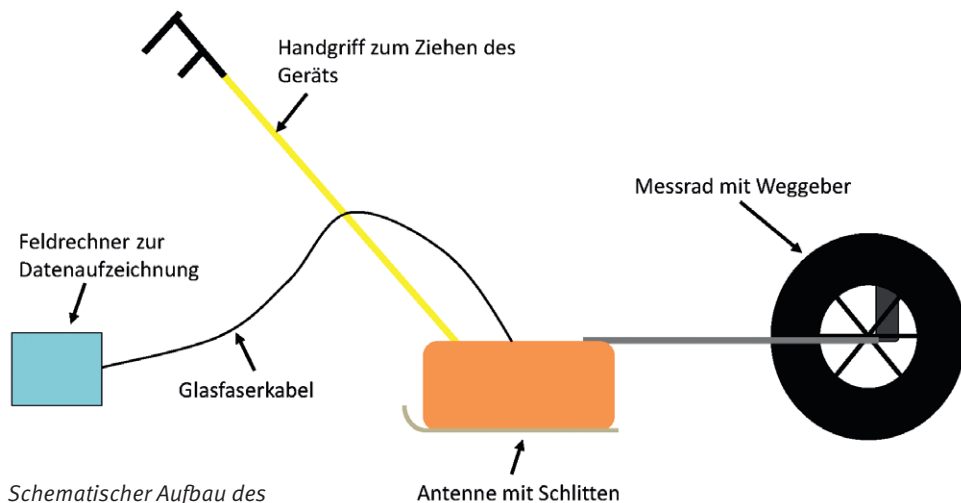 Handgriff zum Ziehen des
Geräts
Messrad mit Weggeber
Feldrechner zur
Datenaufzeichnung
Glasfaserkabel
Schematischer Aufbau des
Antenne mit Schlitten